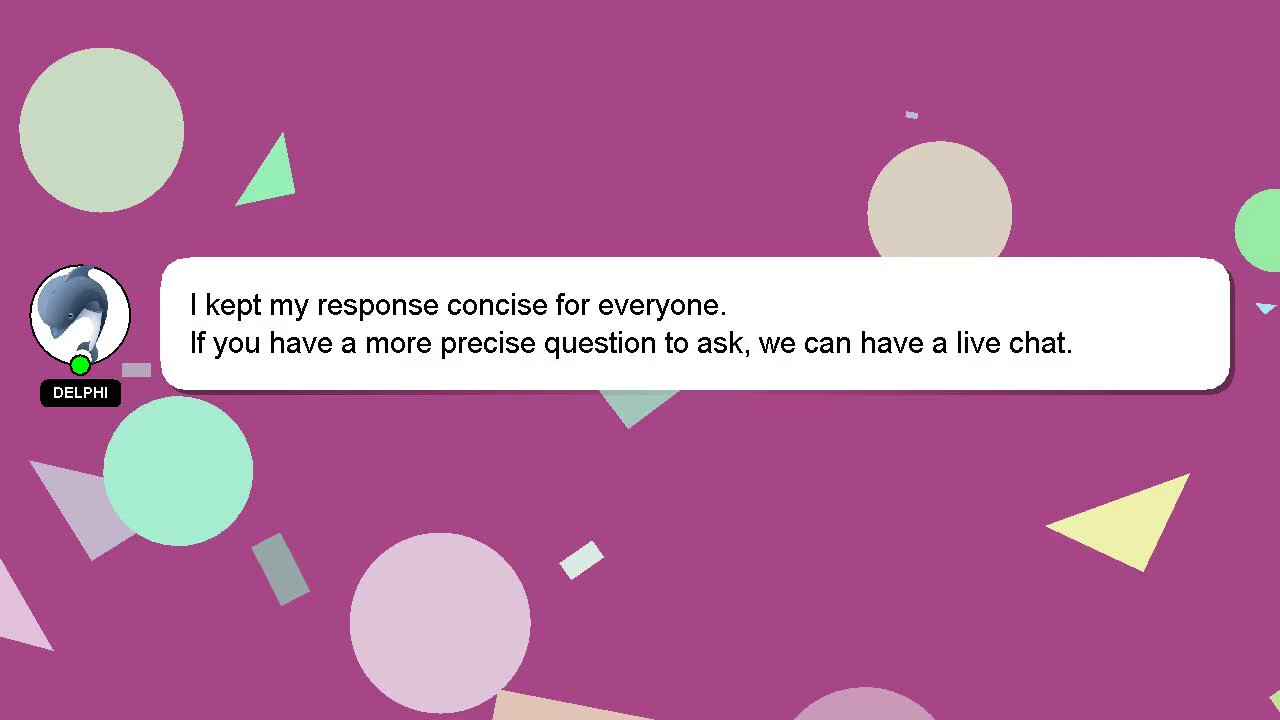 I kept my response concise for everyone.
If you have a more precise question to ask, we can have a live chat.
DELPHI